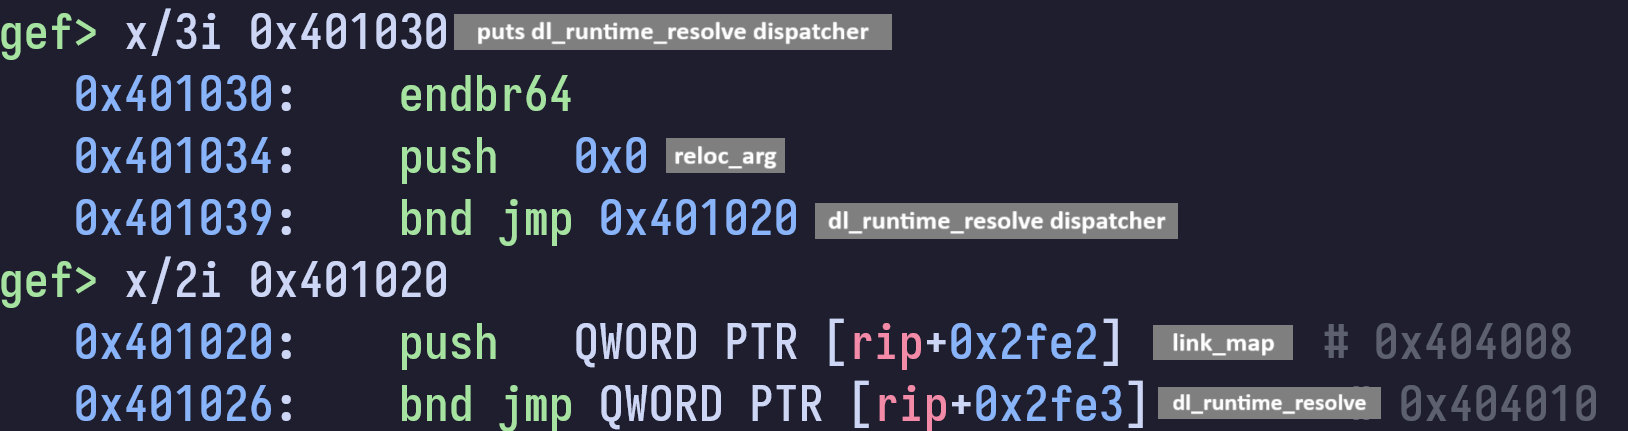 gef> x/3i 0x401030 puts dl_runtime_resolve dispatcher
0x401030: endbr64
0x401034: push 0x0 reloc_arg
0x401039: bnd jmp 0x401020 dl_runtime_resolve dispatcher
gef> x/2i 0x401020
0x401020: push QWORD PTR [rip+0x2fe2] link_map # 0x404008
0x401026: bnd jmp QWORD PTR [rip+0x2fe3] dl_runtime_resolve 0x404010